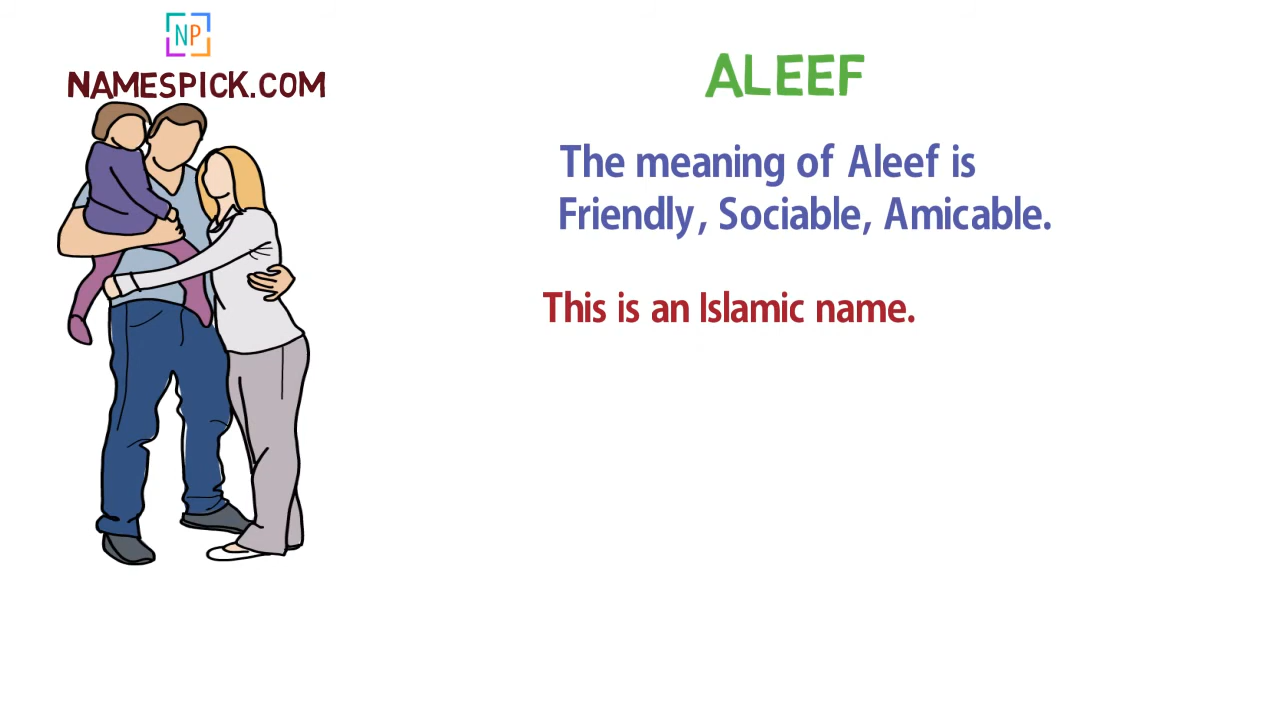 NP
NAMESPICK.COM
ALEEF
The meaning of Aleef is
Friendly, Sociable, Amicable.
This is an Islamic name.